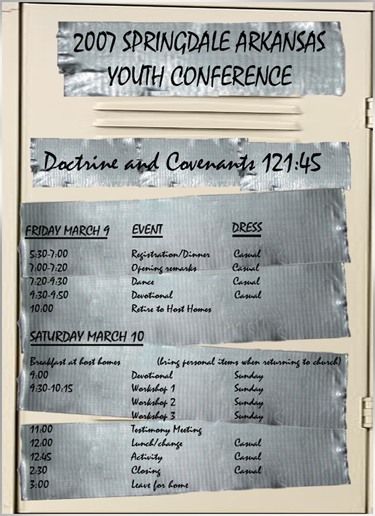 2007 SPRINGDALE ARKANSAS
YOUTH CONFERENCE
Doctrine and Covenants 121:45
FRIDAY MARCH 9 EVENT DRESS
5:30-7:00 Registration/Dinner Casual
7:00-7:20 Opening remarks Casual
7:20-9:30 Dance Casual
9:30-9:50 Devotional Casual
10:00 Retire to Host Homes
SATURDAY MARCH 10
Breakfast at host homes (bring personal items when returning to church)
9:00 Devotional Sunday
9:30-10:15 Workshop 1 Sunday
Workshop 2 Sunday
Workshop 3 Sunday
11:00 Testimony Meeting
12:00 Lunch/change Casual
12:45 Activity Casual
2:30 Closing Casual
3:00 Leave for home